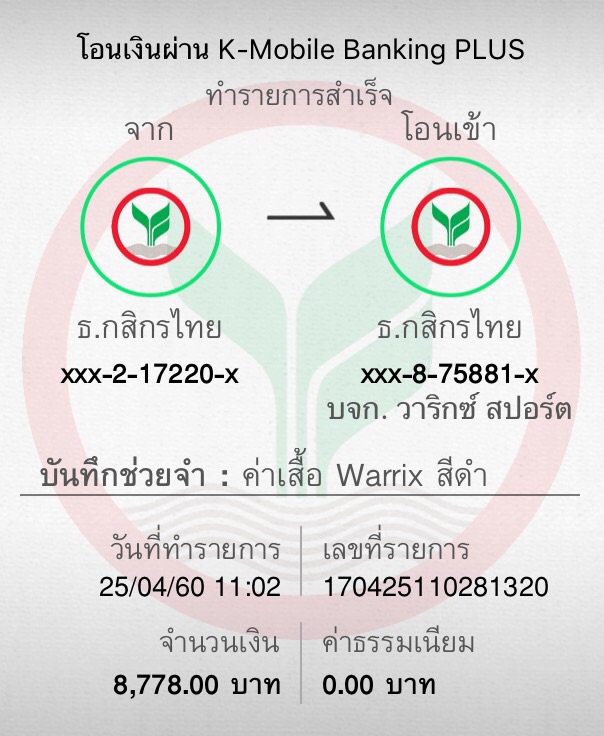 โอนเงินผ่าน K-Mobile Banking PLUS
ทำรายการสำเร็จ
จาก
โอนเข้า
ธ.กสิกรไทย
ธ.กสิกรไทย
xxx-2-17220-x
xxx-8-75881-x
บจก. วาริกซ์ สปอร์ต
บันทึกช่วยจำ : ค่าเสื้อ Warrix สีดำ
วันที่ทำรายการ
เลขที่รายการ
25/04/60 11:02
170425110281320
จำนวนเงิน
ค่าธรรมเนียม
8,778.00 บาท
0.00 บาท